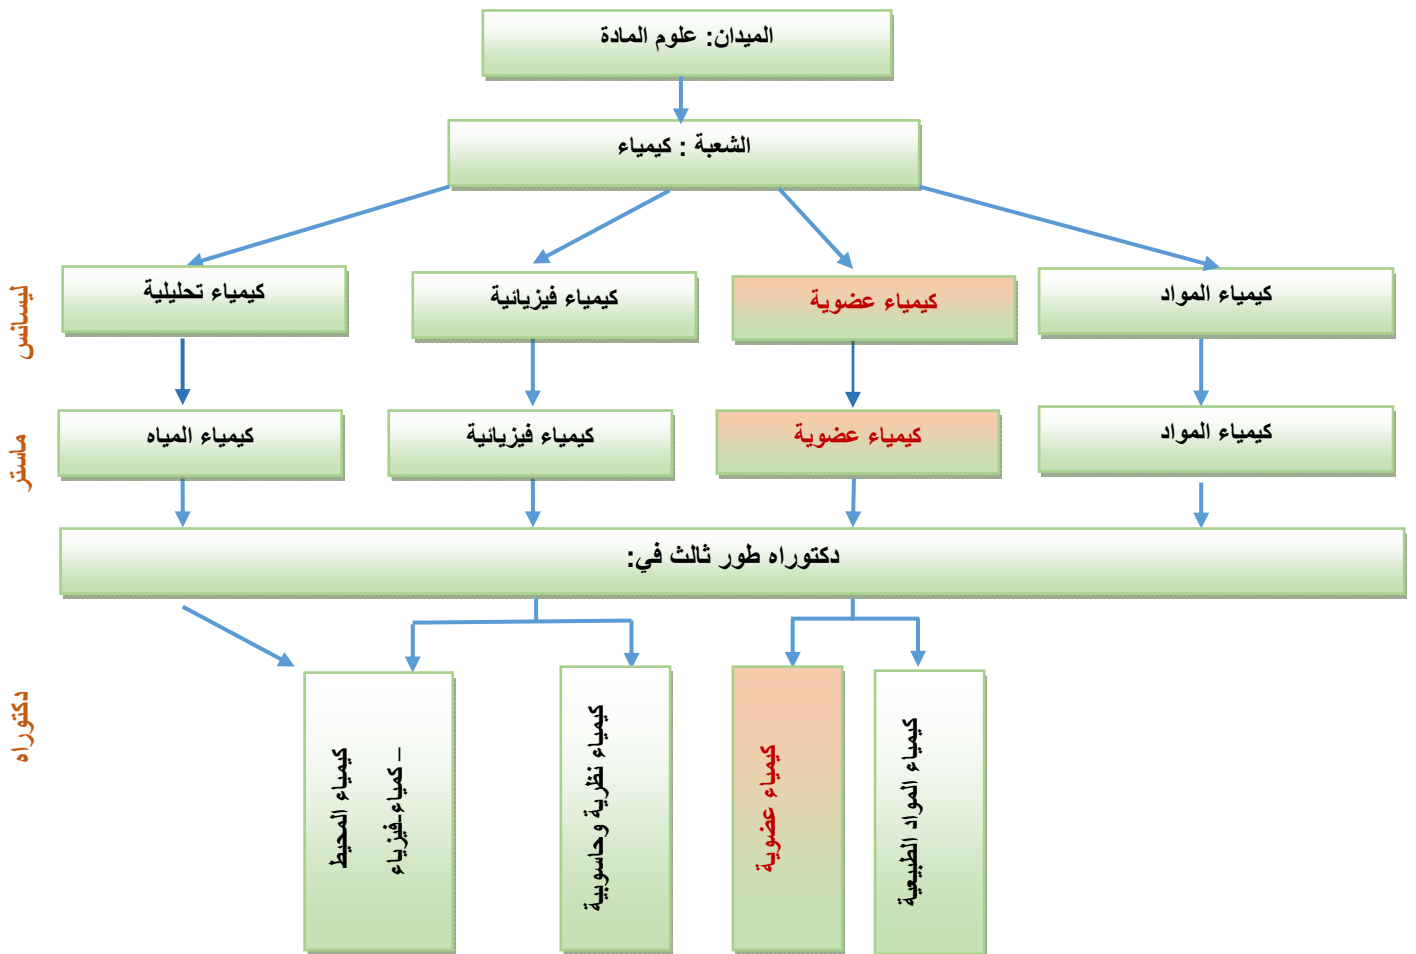 الميدان: علوم المادة
الشعبة : كيمياء
ليسانس
كيمياء المواد
كيمياء عضوية
كيمياء فيزيائية
كيمياء تحليلية
ماستر
كيمياء المواد
كيمياء عضوية
كيمياء فيزيائية
كيمياء المياه
دكتوراه طور ثالث في:
دكتوراه
كيمياء المواد الطبيعية
كيمياء عضوية
كيمياء نظرية وحاسوبية
كيمياء المحيط
– كمياء-فيزياء